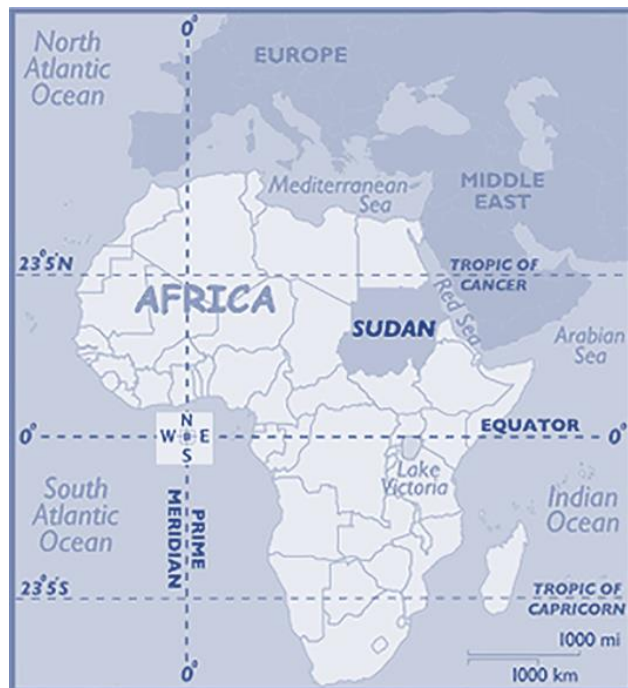 0°
North
Atlantic
Ocean
EUROPE
Mediterranean
Sea
MIDDLE
EAST
23°5N
TROPIC OF
CANCER
AFRICA
Red Sea
SUDAN
Arabian
Sea
N
W E
S
EQUATOR
0°
0°
Lake
Victoria
South
Atlantic
Ocean
PRIME
MERIDIAN
Indian
Ocean
23°5S
TROPIC OF
CAPRICORN
1000 mi
1000 km
0°